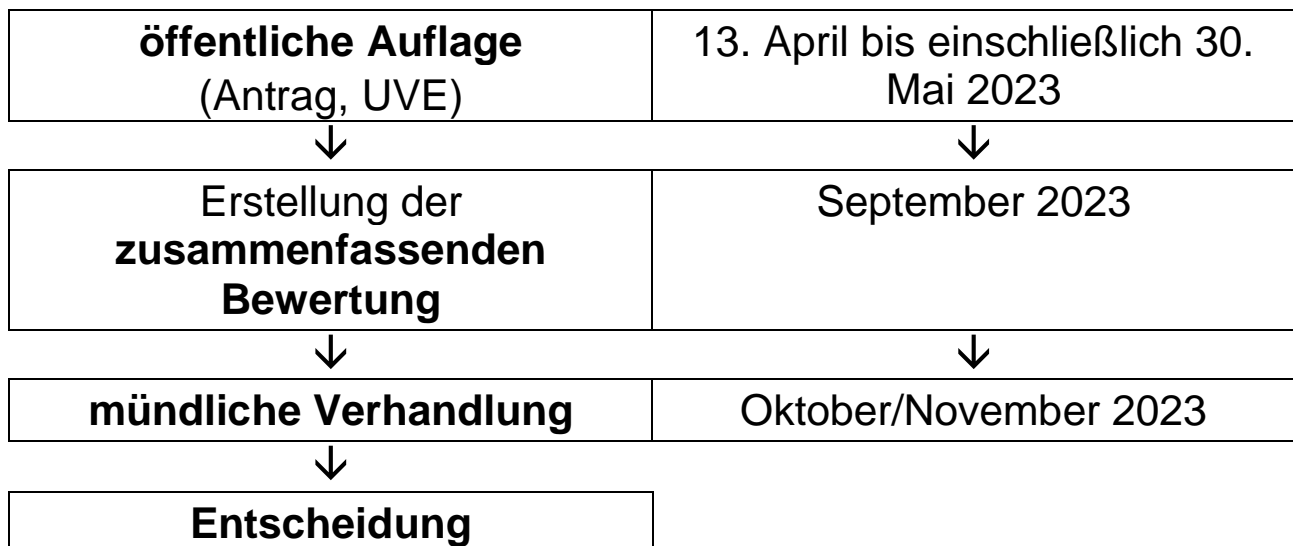 öffentliche Auflage
(Antrag, UVE)
13. April bis einschließlich 30.
Mai 2023
Erstellung der
zusammenfassenden
Bewertung
September 2023
mündliche Verhandlung
Oktober/November 2023
Entscheidung